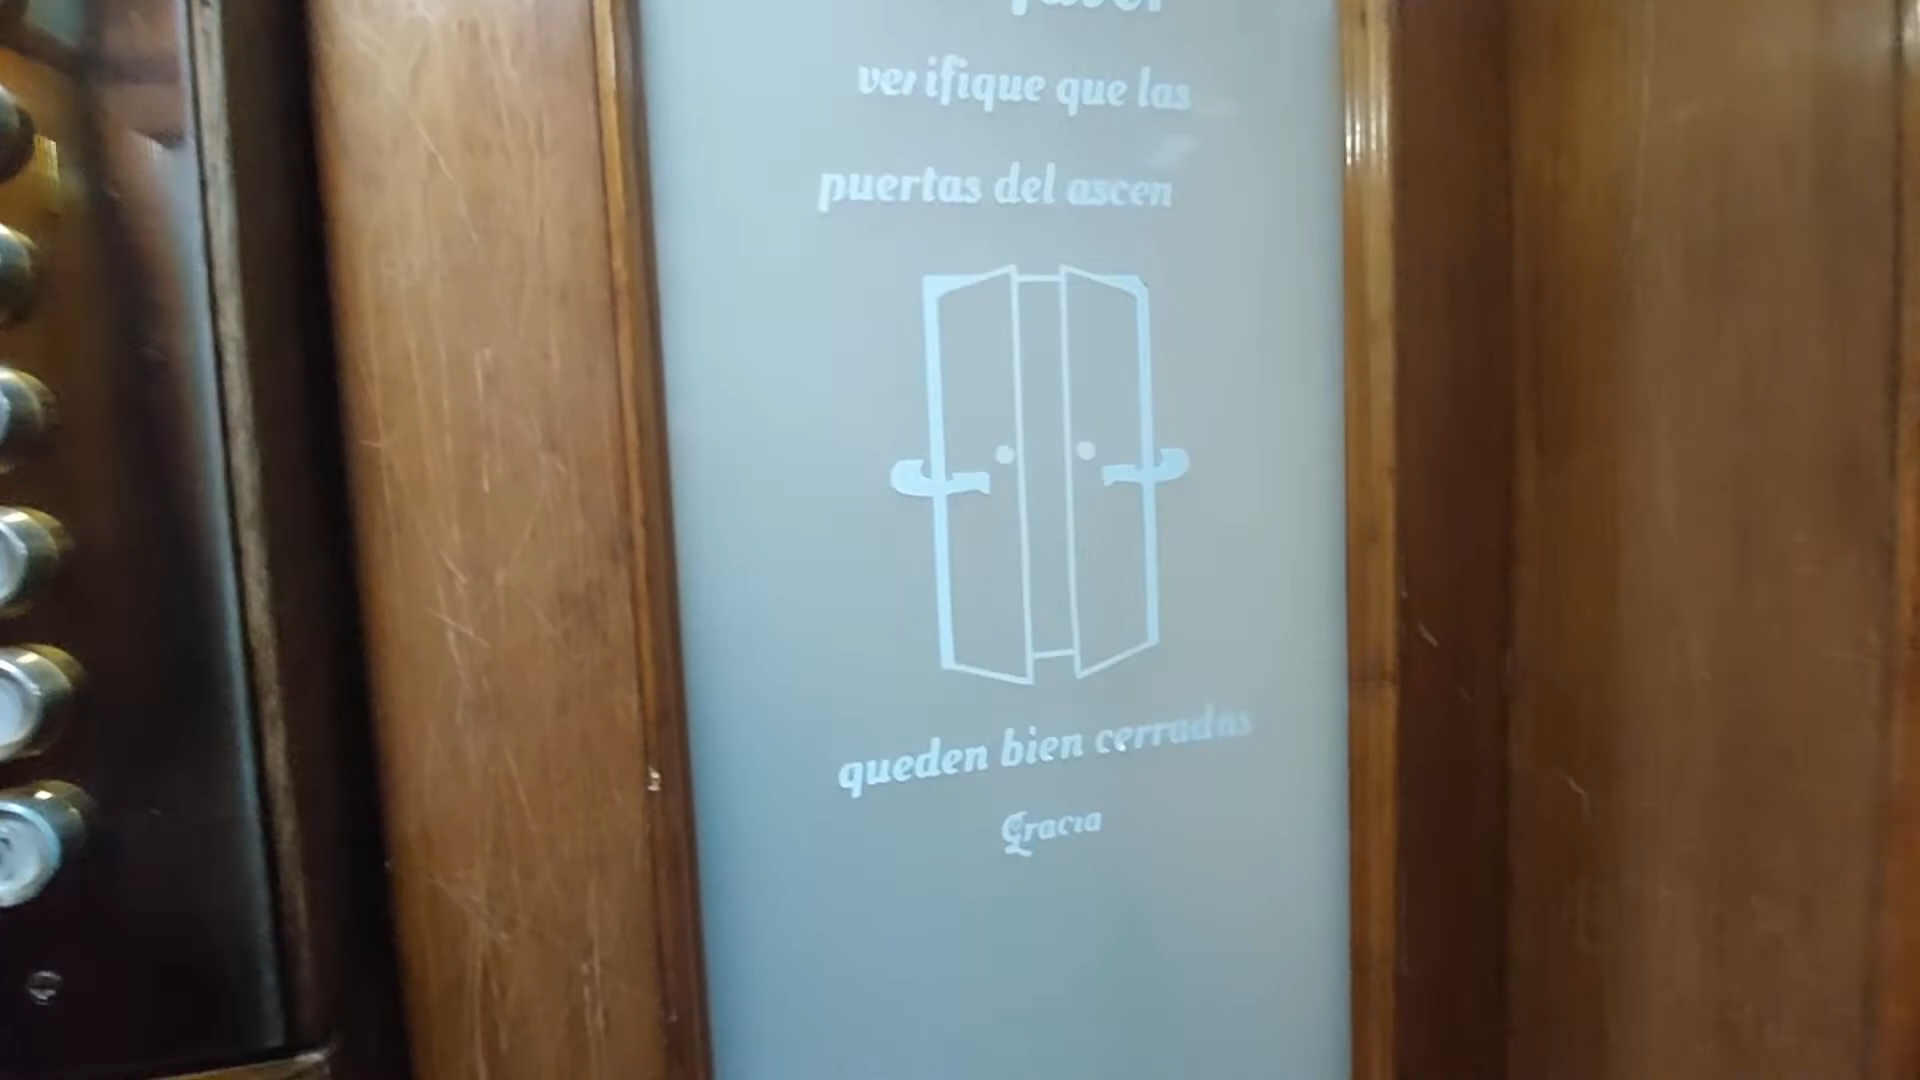 verifique que las
puertas del ascen
queden bien cerradas
Gracia